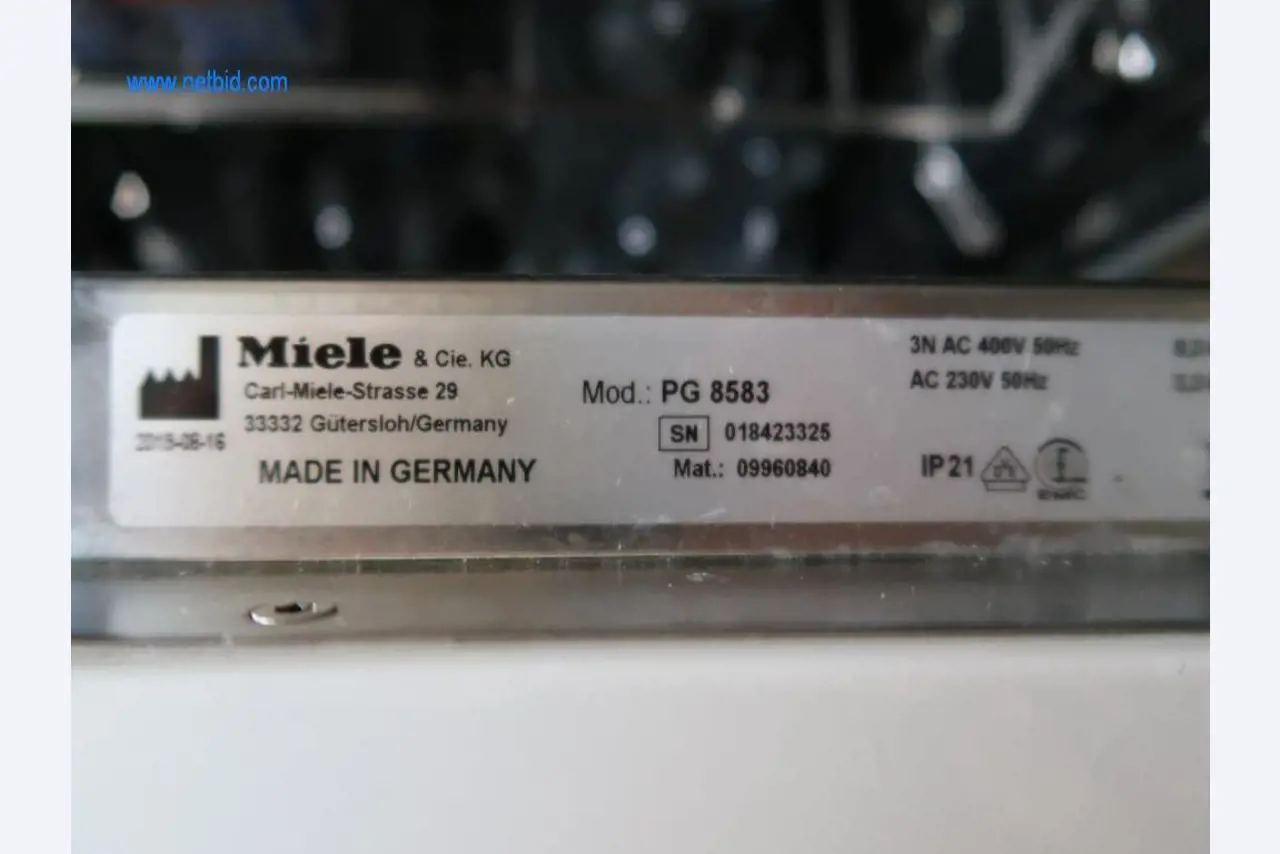 www.netbid.com
Miele & Cie. KG
Carl-Miele-Strasse 29
33332 Gütersloh/Germany
MADE IN GERMANY
Mod.: PG 8583
SN 018423325
Mat.: 09960840
3N AC 400V 50Hz
AC 230V 50Hz
IP21